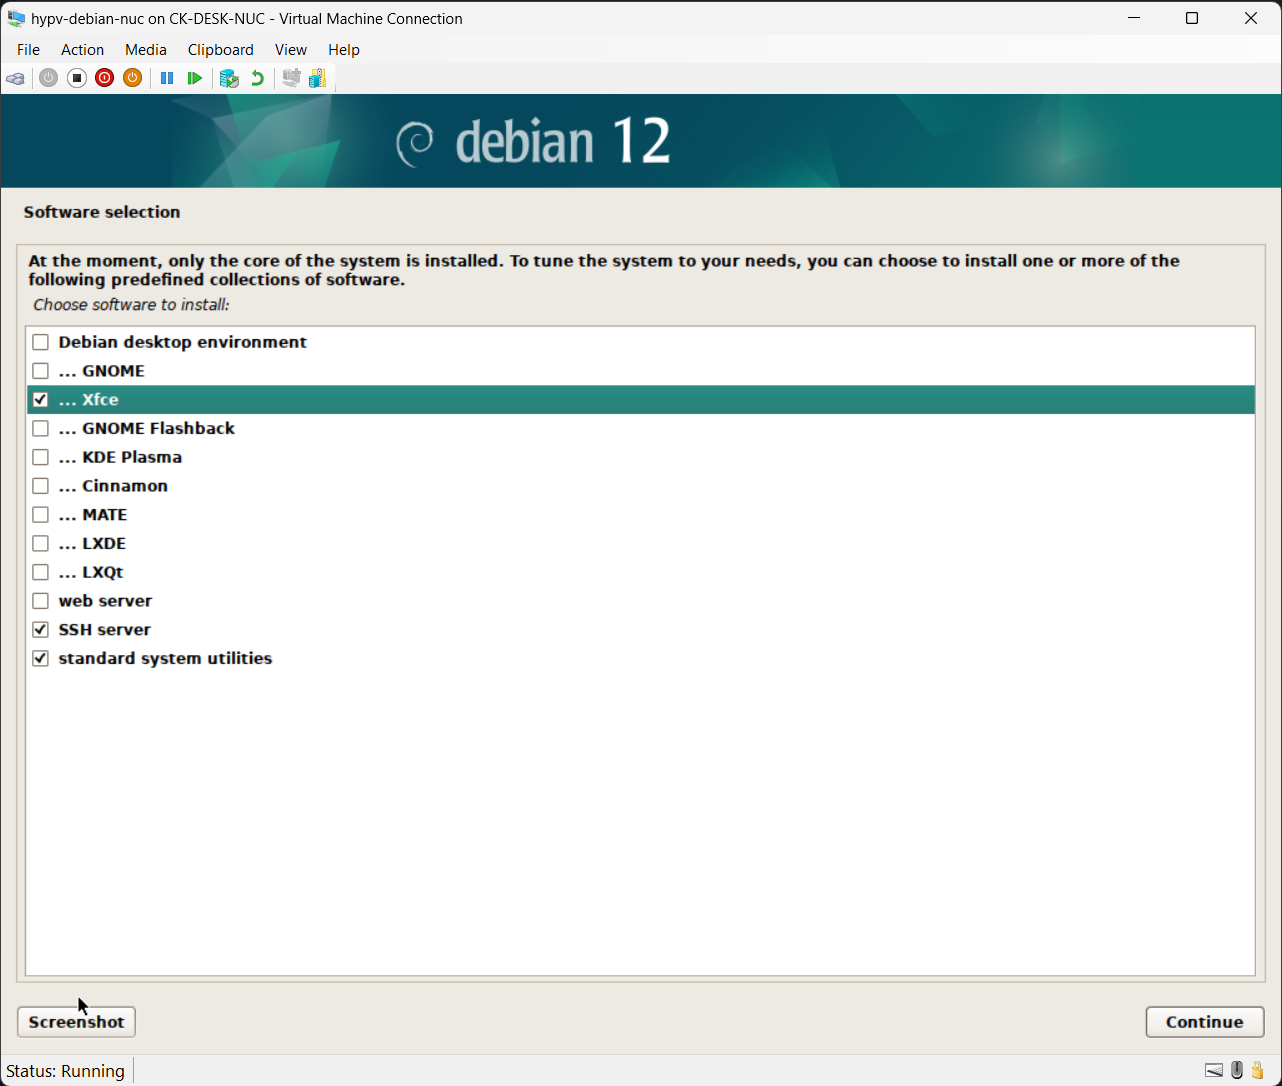 hypv-debian-nuc on CK-DESK-NUC - Virtual Machine Connection
File Action Media Clipboard View Help
debian 12
Software selection
At the moment, only the core of the system is installed. To tune the system to your needs, you can choose to install one or more of the
following predefined collections of software.
Choose software to install:
Debian desktop environment
... GNOME
... Xfce
... GNOME Flashback
... KDE Plasma
... Cinnamon
... MATE
... LXDE
... LXQt
web server
SSH server
standard system utilities
Screenshot
Continue
Status: Running